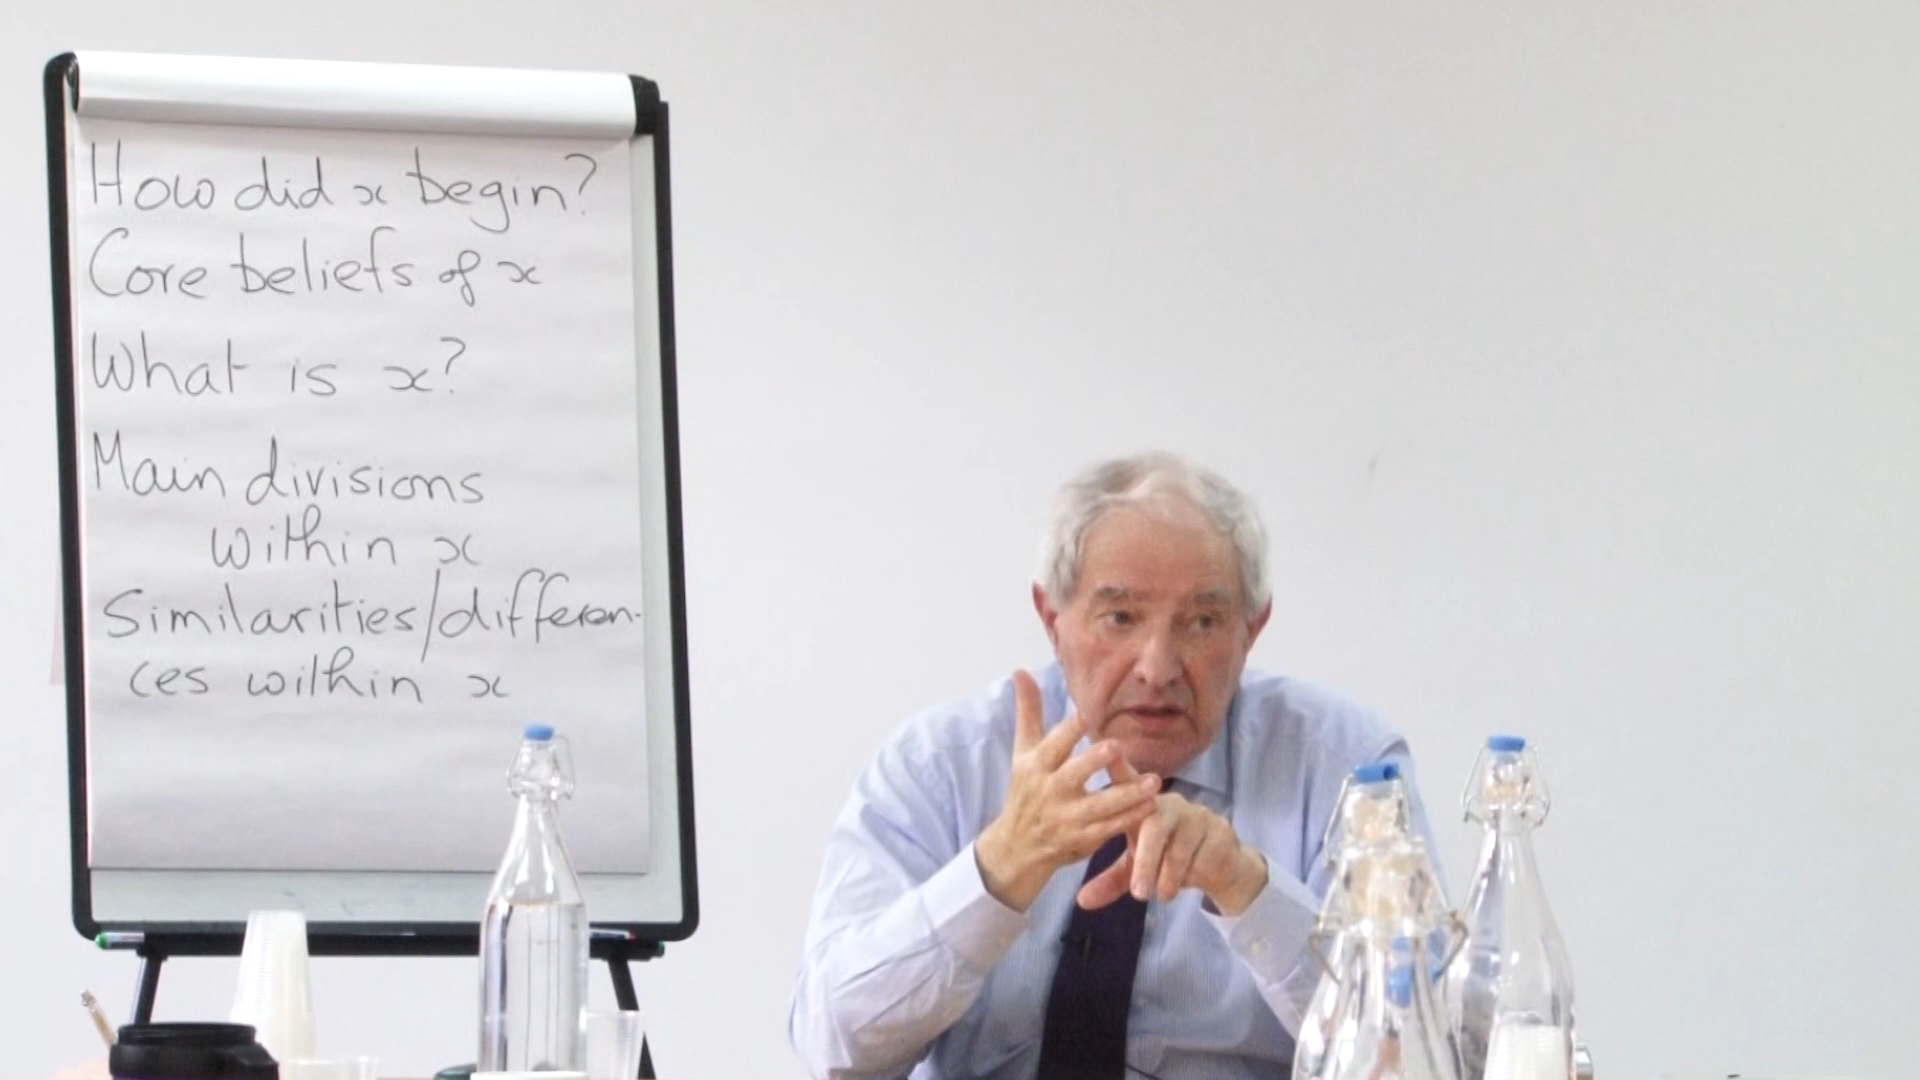 How did x begin?
Core beliefs of x
What is x?
Main divisions
within x
Similarities/differen-
ces within x